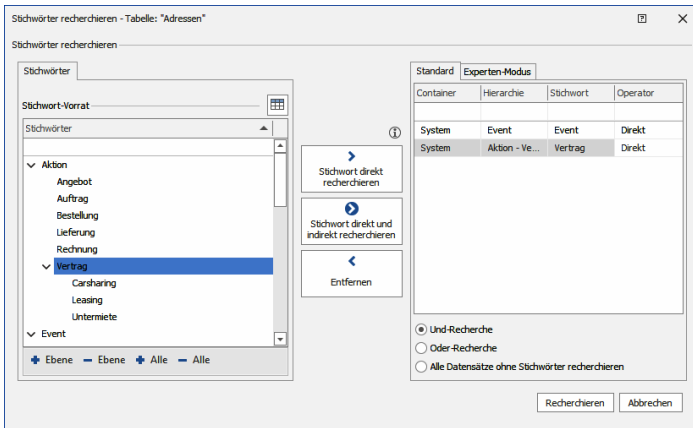 Stichwörter recherchieren - Tabelle: "Adressen"
Stichwörter recherchieren
Stichwörter
Stichwort-Vorrat
Stichwörter
Aktion
Angebot
Auftrag
Bestellung
Lieferung
Rechnung
Vertrag
Carsharing
Leasing
Untermiete
Event
Ebene Ebene Alle Alle
Stichwort direkt
recherchieren
Stichwort direkt und
indirekt recherchieren
Entfernen
Standard Experten-Modus
Container Hierarchie Stichwort Operator
System Event Event Direkt
System Aktion - Ve... Vertrag Direkt
Und-Recherche
Oder-Recherche
Alle Datensätze ohne Stichwörter recherchieren
Recherchieren Abbrechen